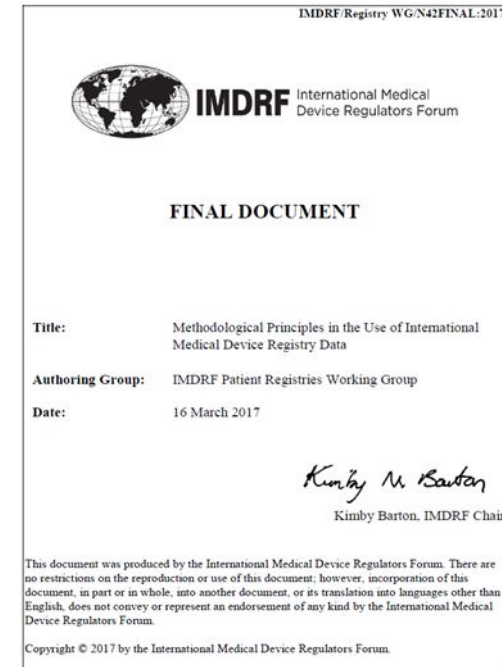 IMDRF/Registry WG/N42FINAL:2017
IMDRF International Medical
Device Regulators Forum
FINAL DOCUMENT
Title: Methodological Principles in the Use of International
Medical Device Registry Data
Authoring Group: IMDRF Patient Registries Working Group
Date: 16 March 2017
Kimby M Barton
Kimby Barton, IMDRF Chair
This document was produced by the International Medical Device Regulators Forum. There are
no restrictions on the reproduction or use of this document; however, incorporation of this
document, in part or in whole, into another document, or its translation into languages other than
English, does not convey or represent an endorsement of any kind by the International Medical
Device Regulators Forum.
Copyright © 2017 by the International Medical Device Regulators Forum.